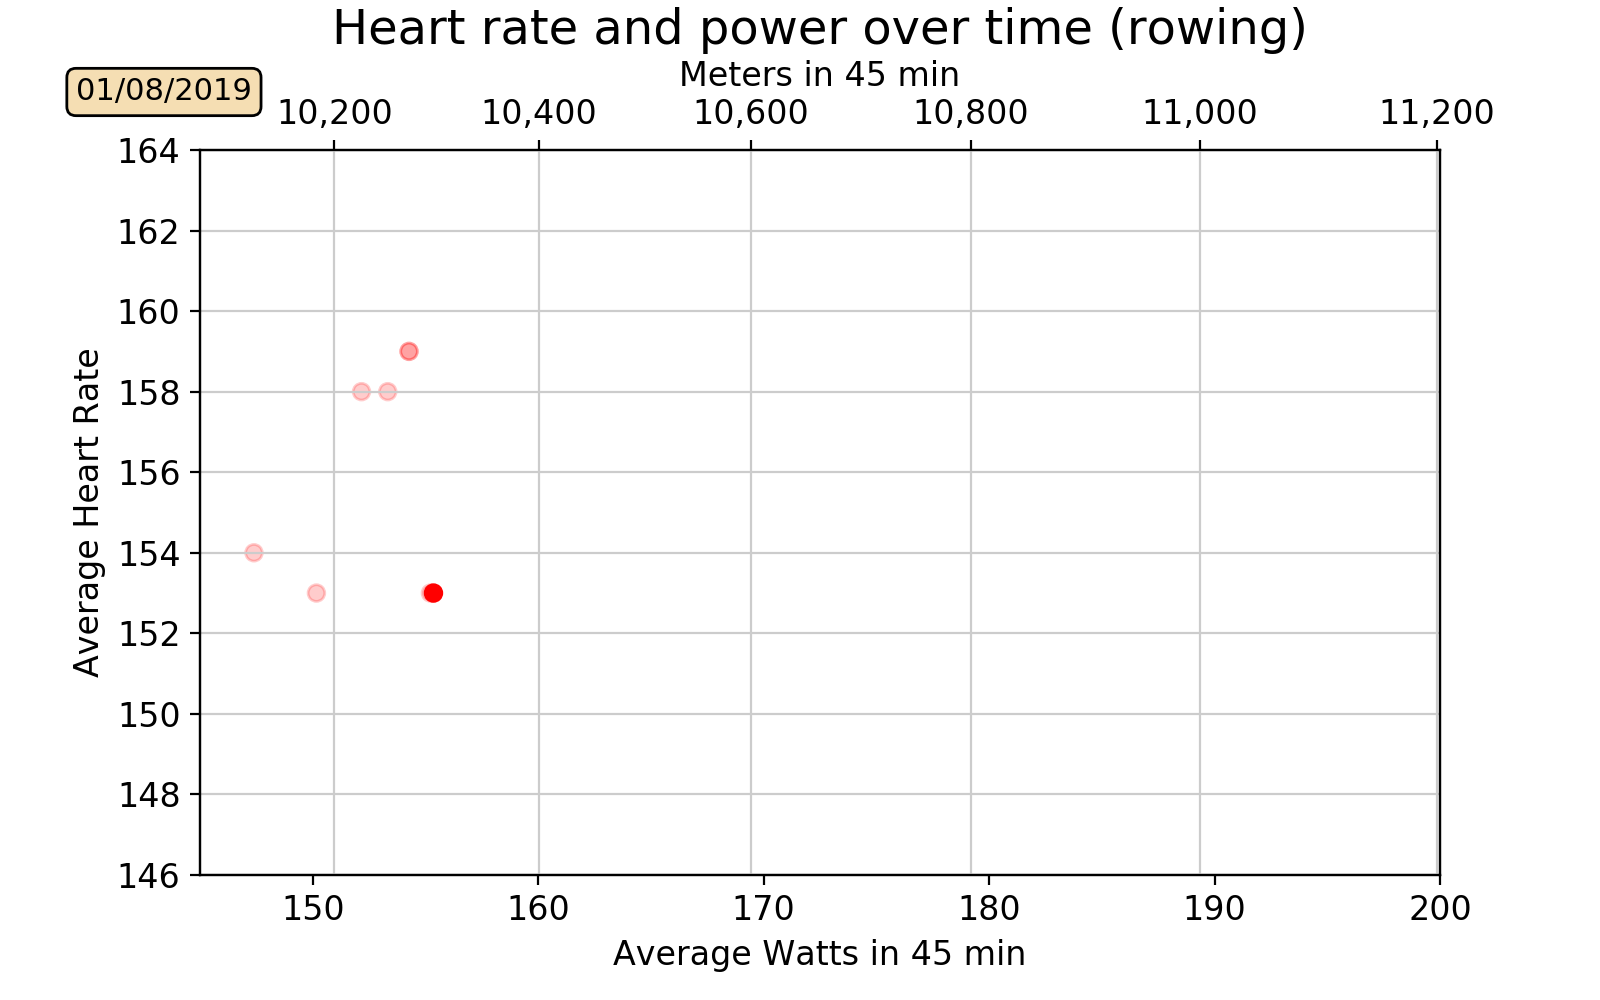 Heart rate and power over time (rowing)
Meters in 45 min
01/08/2019
10,200 10,400 10,600 10,800 11,000 11,200
164
162
160
158
156
154
152
150
148
146
Average Heart Rate
150 160 170 180 190 200
Average Watts in 45 min